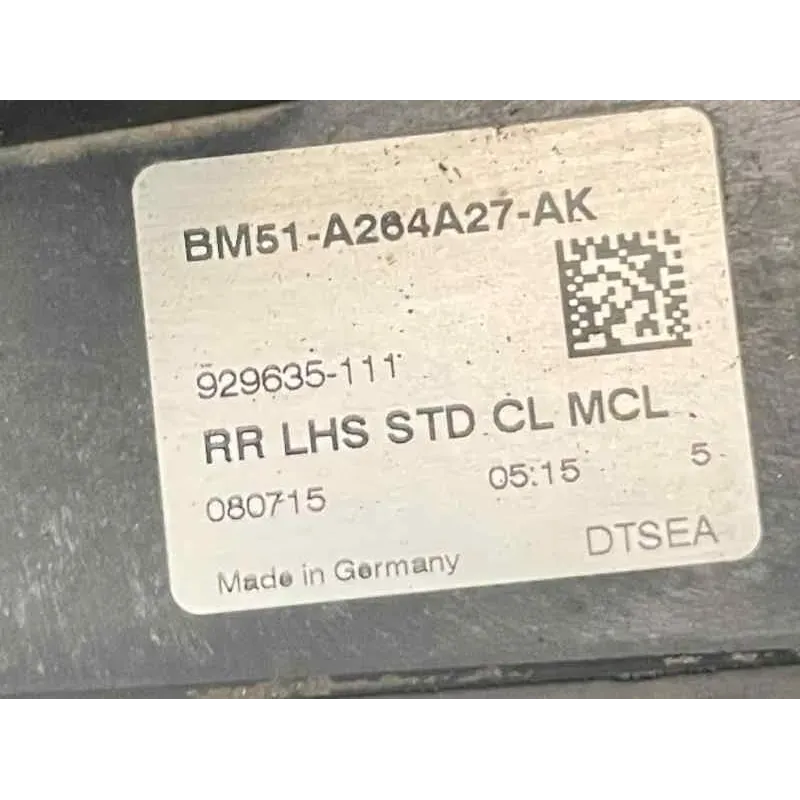 BM51-A264A27-AK
929635-111
RR LHS STD CL MCL
080715 05:15 5
DTSEA
Made in Germany